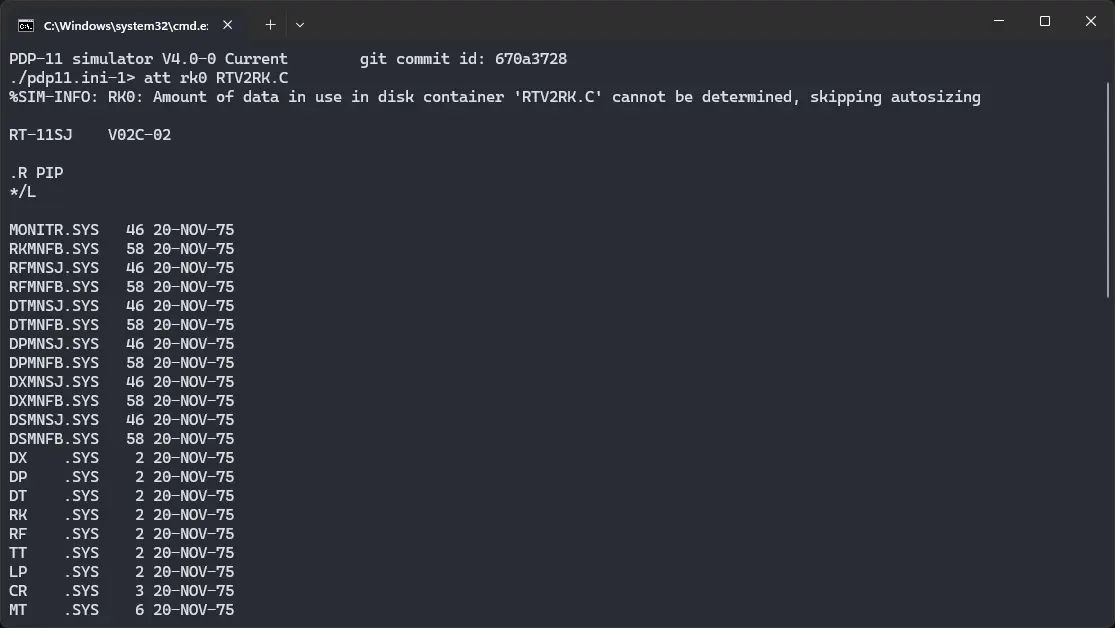 C:\Windows\system32\cmd.e:
PDP-11 simulator V4.0-0 Current        git commit id: 670a3728
./pdp11.ini-1> att rk0 RTV2RK.C
%SIM-INFO: RK0: Amount of data in use in disk container 'RTV2RK.C' cannot be determined, skipping autosizing
RT-11SJ    V02C-02
.R PIP
*/L
MONITR.SYS   46 20-NOV-75
RKMNFB.SYS   58 20-NOV-75
RFMNSJ.SYS   46 20-NOV-75
RFMNFB.SYS   58 20-NOV-75
DTMNSJ.SYS   46 20-NOV-75
DTMNFB.SYS   58 20-NOV-75
DPMNSJ.SYS   46 20-NOV-75
DPMNFB.SYS   58 20-NOV-75
DXMNSJ.SYS   46 20-NOV-75
DXMNFB.SYS   58 20-NOV-75
DSMNSJ.SYS   46 20-NOV-75
DSMNFB.SYS   58 20-NOV-75
DX    .SYS    2 20-NOV-75
DP    .SYS    2 20-NOV-75
DT    .SYS    2 20-NOV-75
RK    .SYS    2 20-NOV-75
RF    .SYS    2 20-NOV-75
TT    .SYS    2 20-NOV-75
LP    .SYS    2 20-NOV-75
CR    .SYS    3 20-NOV-75
MT    .SYS    6 20-NOV-75